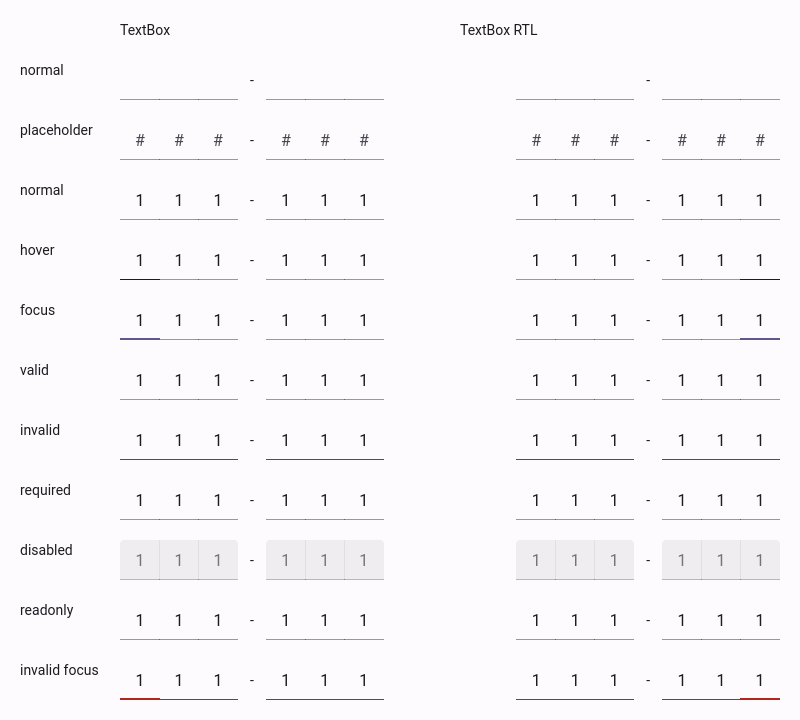 TextBox TextBox RTL
normal - -
placeholder # # # - # # # # # # - # # #
normal 1 1 1 - 1 1 1 1 1 1 - 1 1 1
hover 1 1 1 - 1 1 1 1 1 1 - 1 1 1
focus 1 1 1 - 1 1 1 1 1 1 - 1 1 1
valid 1 1 1 - 1 1 1 1 1 1 - 1 1 1
invalid 1 1 1 - 1 1 1 1 1 1 - 1 1 1
required 1 1 1 - 1 1 1 1 1 1 - 1 1 1
disabled 1 1 1 - 1 1 1 1 1 1 - 1 1 1
readonly 1 1 1 - 1 1 1 1 1 1 - 1 1 1
invalid focus 1 1 1 - 1 1 1 1 1 1 - 1 1 1